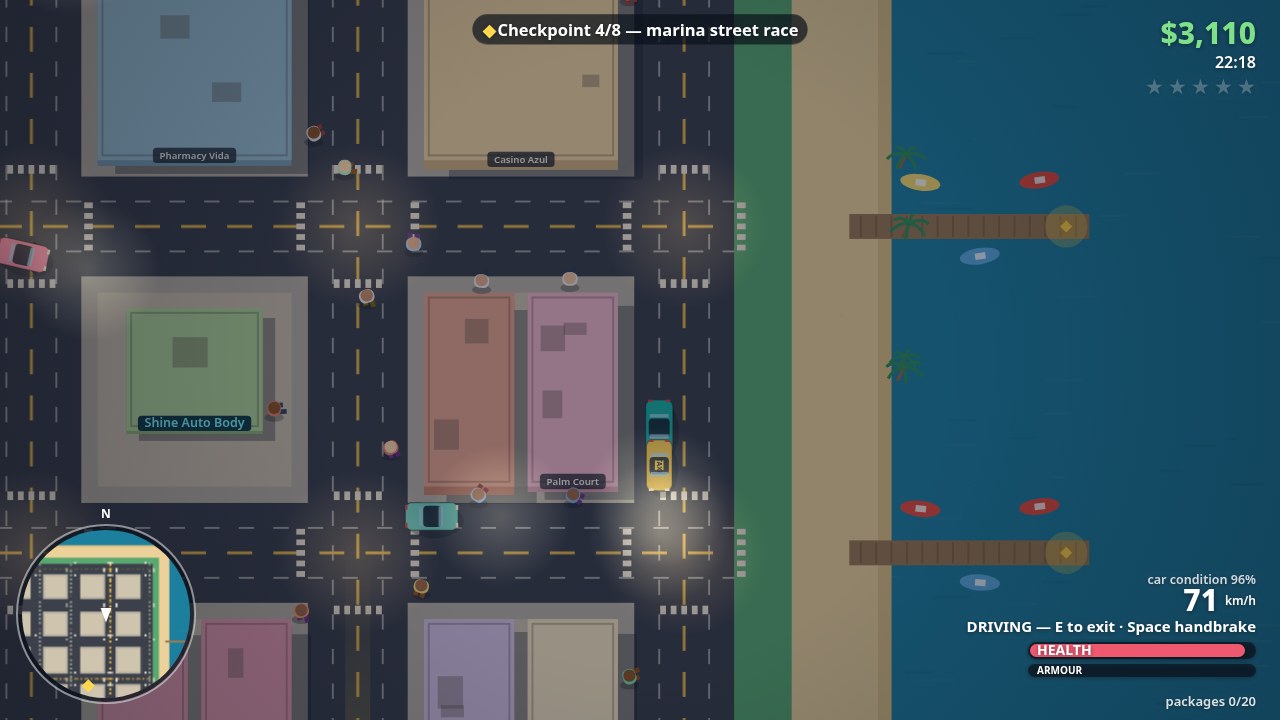 Checkpoint 4/8 — marina street race
$3,110
22:18
Pharmacy Vida
Casino Azul
Shine Auto Body
Palm Court
N
car condition 96%
71 km/h
DRIVING — E to exit · Space handbrake
HEALTH
ARMOUR
packages 0/20